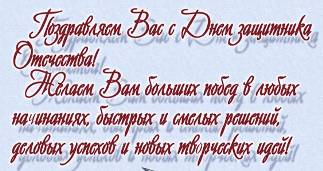 Поздравляем Вас с Днем защитника
Отечества!
Желаем Вам больших побед в любых
начинаниях, быстрых и смелых решений,
деловых успехов и новых творческих идей!